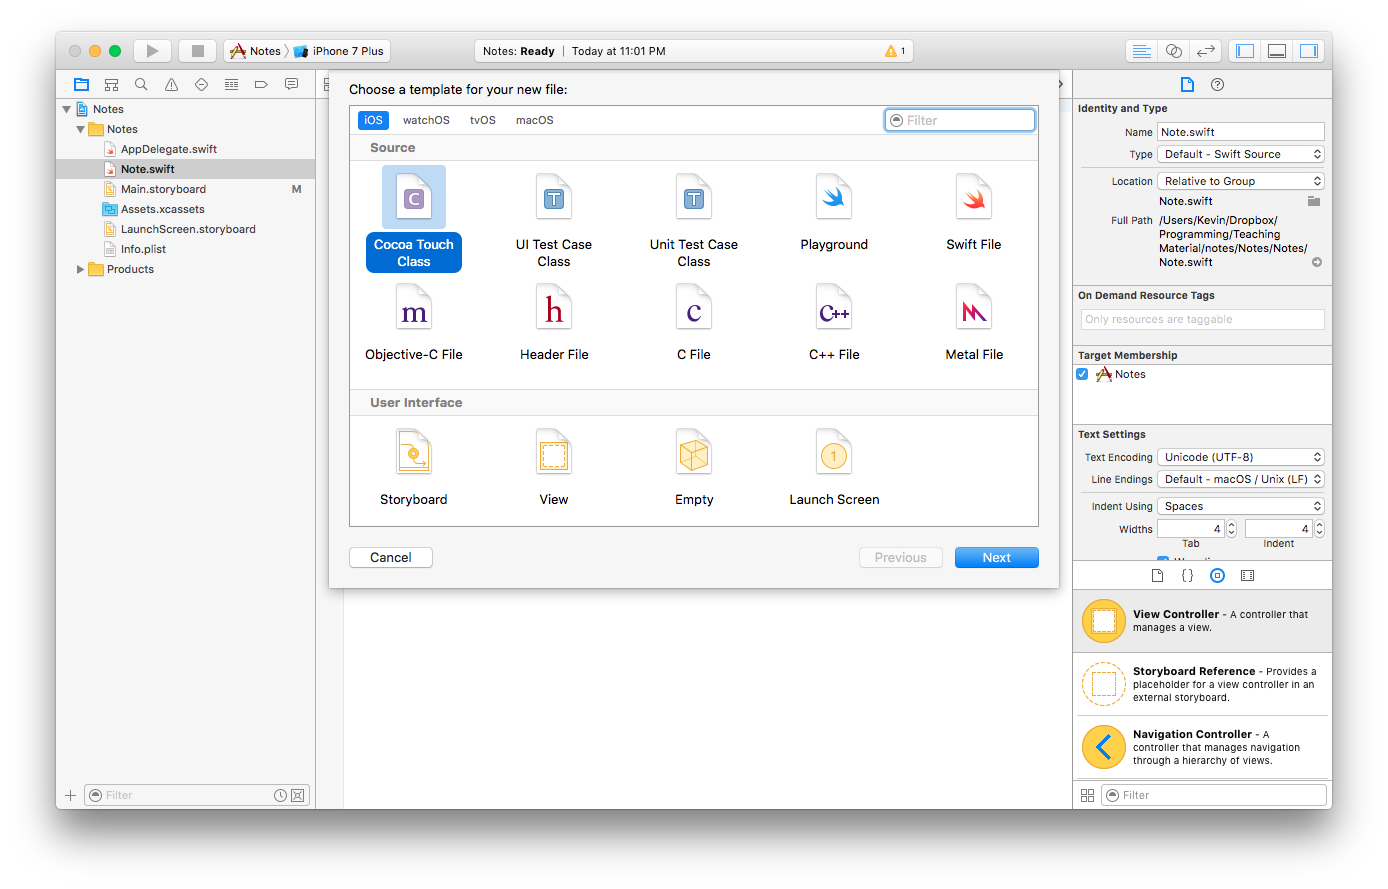 Notes
iPhone 7 Plus
Notes: Ready | Today at 11:01 PM
1
Notes
Notes
AppDelegate.swift
Note.swift
Main.storyboard M
Assets.xcassets
LaunchScreen.storyboard
Info.plist
Products
Filter
Choose a template for your new file:
iOS watchOS tvOS macOS
Filter
Source
C
T
T
Cocoa Touch
Class
UI Test Case
Class
Unit Test Case
Class
Playground
Swift File
m
h
c
C++
Objective-C File
Header File
C File
C++ File
Metal File
User Interface
1
Storyboard
View
Empty
Launch Screen
Cancel
Previous
Next
Identity and Type
Name Note.swift
Type Default - Swift Source
Location Relative to Group
Note.swift
Full Path /Users/Kevin/Dropbox/
Programming/Teaching
Material/notes/Notes/Notes/
Note.swift
On Demand Resource Tags
Only resources are taggable
Target Membership
Notes
Text Settings
Text Encoding Unicode (UTF-8)
Line Endings Default - macOS / Unix (LF)
Indent Using Spaces
Widths 4 4
Tab Indent
{}
View Controller - A controller that
manages a view.
Storyboard Reference - Provides a
placeholder for a view controller in an
external storyboard.
Navigation Controller - A
controller that manages navigation
through a hierarchy of views.
Filter